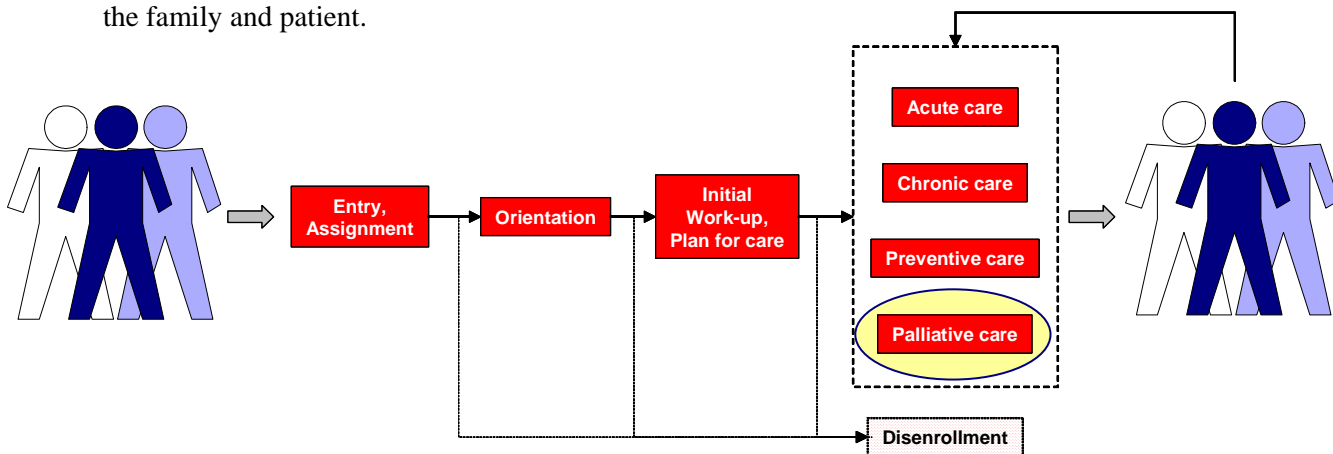 the family and patient.
Entry,
Assignment
Orientation
Initial
Work-up,
Plan for care
Acute care
Chronic care
Preventive care
Palliative care
Disenrollment